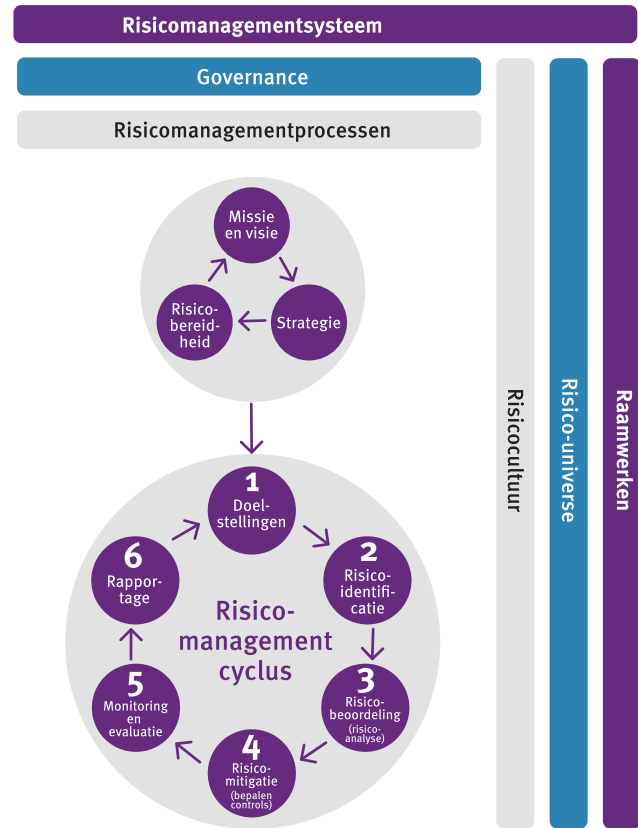 Risicomanagementsysteem
Governance
Risicomanagementprocessen
Missie
en visie
Risico-
bereid-
heid
Strategie
1
Doel-
stellingen
2
Risico-
identifi-
catie
3
Risico-
beoordeling
(risico-
analyse)
4
Risico-
mitigatie
(bepalen
controls)
5
Monitoring
en
evaluatie
6
Rappor-
tage
Risico-
management
cyclus
Risicocultuur
Risico-universe
Raamwerken